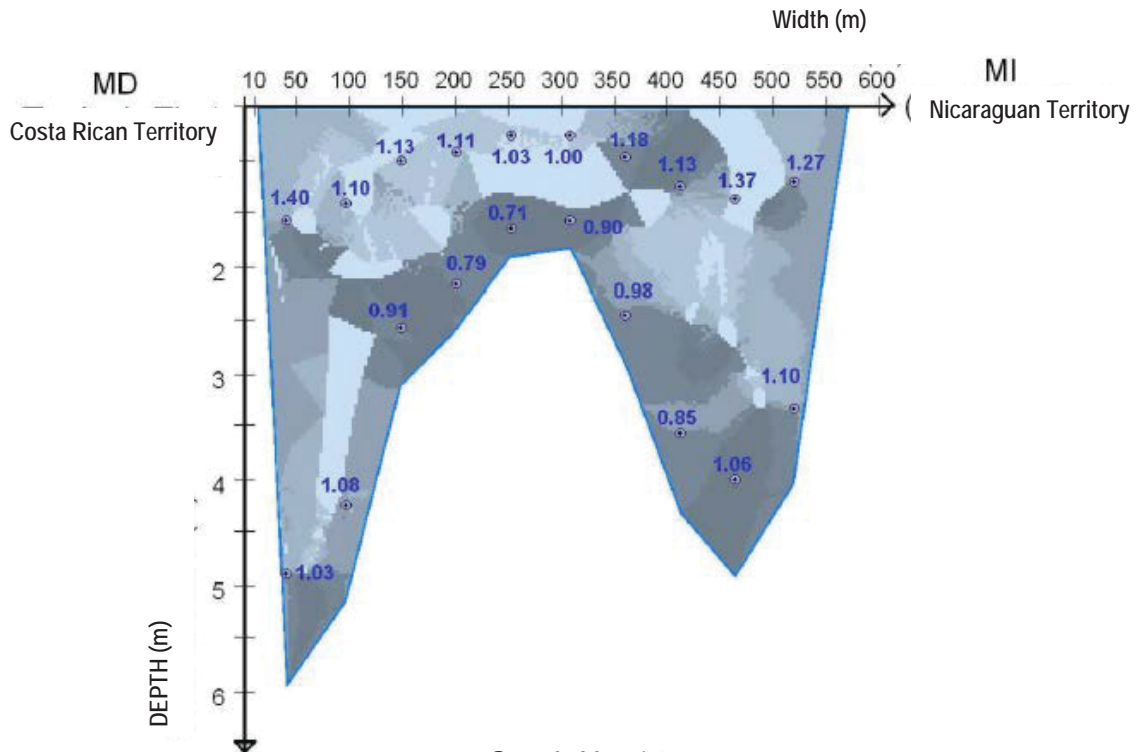 Width (m)
MD
MI
10 50 100 150 200 250 300 350 400 450 500 550 600
Costa Rican Territory
Nicaraguan Territory
1.13 1.11 1.03 1.00 1.18 1.13 1.37 1.27
1.40 1.10
0.71 0.90
2
0.79
0.91
0.98
3
1.10
0.85
4
1.08
1.06
1.03
5
6
DEPTH (m)